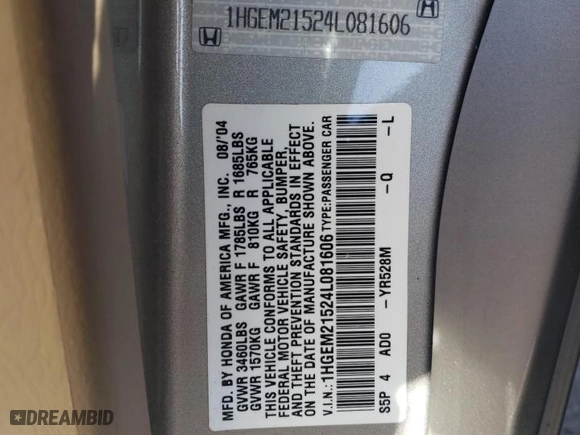 1HGEM21524L081606
MFD. BY HONDA OF AMERICA MFG., INC. 08/'04
GVWR 3460LBS GAWR F 1785LBS R 1685LBS
GVWR 1570KG GAWR F 810KG R 765KG
THIS VEHICLE CONFORMS TO ALL APPLICABLE
FEDERAL MOTOR VEHICLE SAFETY, BUMPER,
AND THEFT PREVENTION STANDARDS IN EFFECT
ON THE DATE OF MANUFACTURE SHOWN ABOVE.
V.I.N.:1HGEM21524L081606 TYPE:PASSENGER CAR
S5P 4 AD0 -YR528M -Q -L
DREAMBID